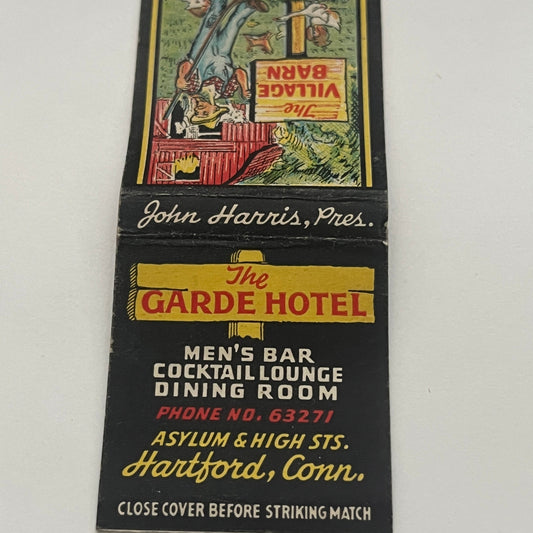 The
VILLAGE
BARN
John Harris, Pres.
The
GARDE HOTEL
MEN'S BAR
COCKTAIL LOUNGE
DINING ROOM
PHONE NO. 63271
ASYLUM & HIGH STS.
Hartford, Conn.
CLOSE COVER BEFORE STRIKING MATCH